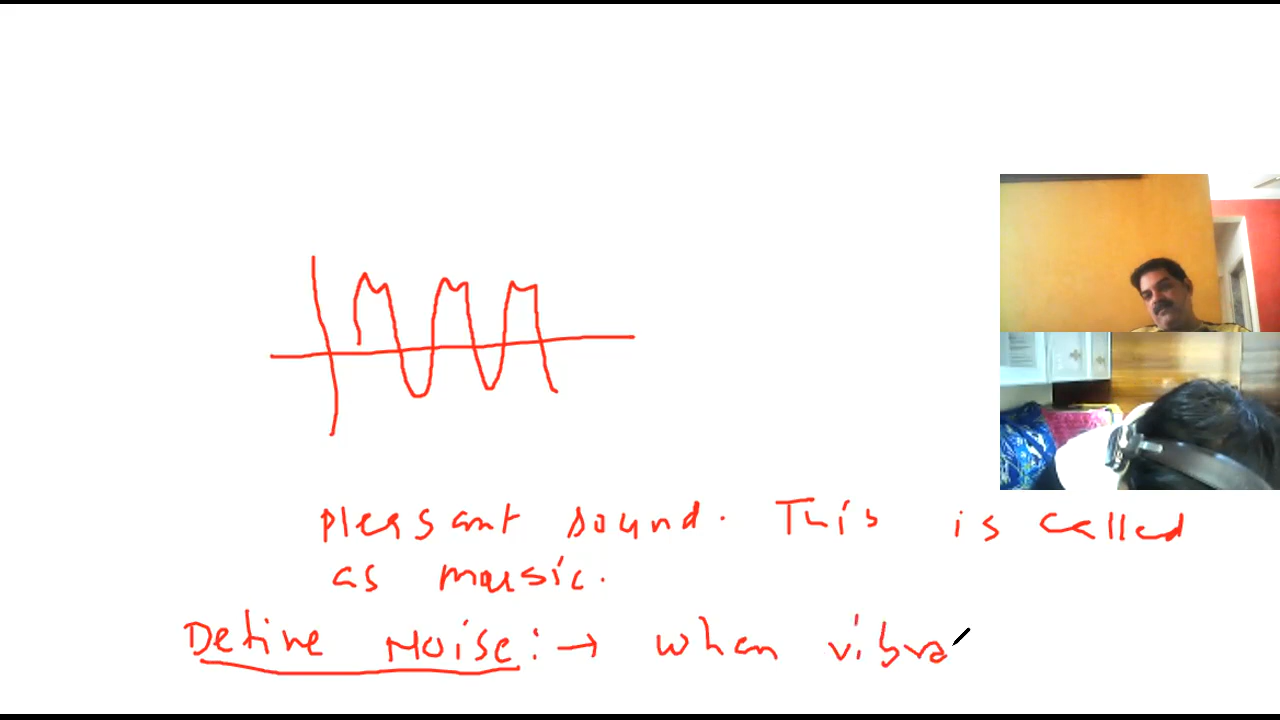 pleasant sound. This is called
as music.
Define Noise :→ when vibra